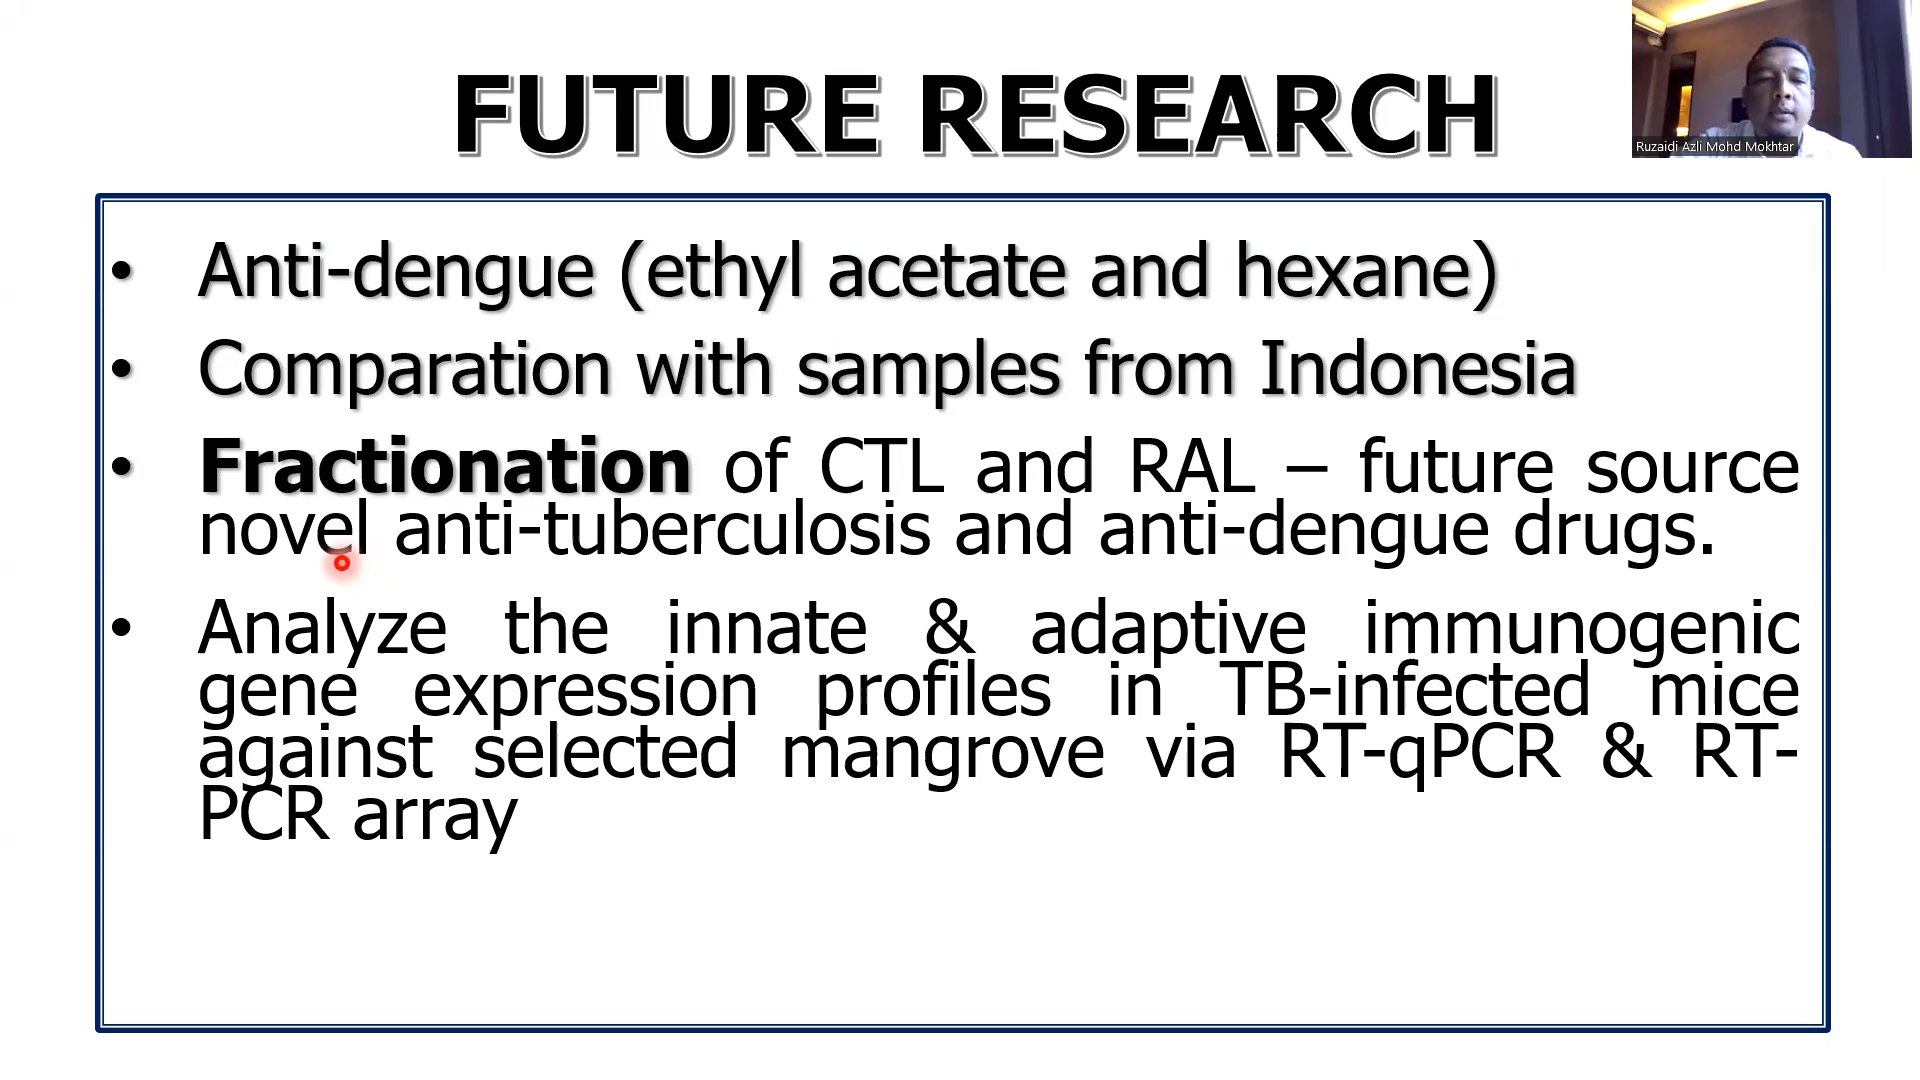 FUTURE RESEARCH
Ruzaidi Azli Mohd Mokhtar
• Anti-dengue (ethyl acetate and hexane)
• Comparation with samples from Indonesia
• Fractionation of CTL and RAL – future source
novel anti-tuberculosis and anti-dengue drugs.
• Analyze the innate & adaptive immunogenic
gene expression profiles in TB-infected mice
against selected mangrove via RT-qPCR & RT-
PCR array